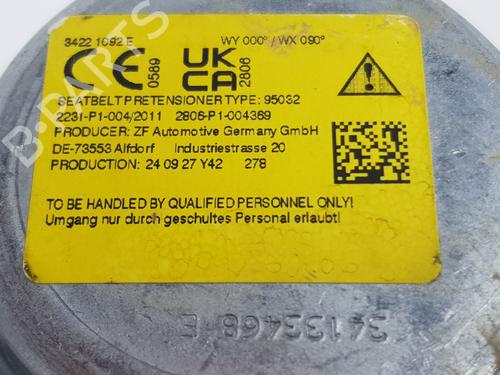 3422 1092 E WY 000° / WX 090°
CE 0589 UK CA 2806
SEATBELT PRETENSIONER TYPE: 95032
2231-P1-004/2011 2806-P1-004369
PRODUCER: ZF Automotive Germany GmbH
DE-73553 Alfdorf Industriestrasse 20
PRODUCTION: 24 09 27 Y42 278
TO BE HANDLED BY QUALIFIED PERSONNEL ONLY!
Umgang nur durch geschultes Personal erlaubt!
34133468 E
B-PARTS